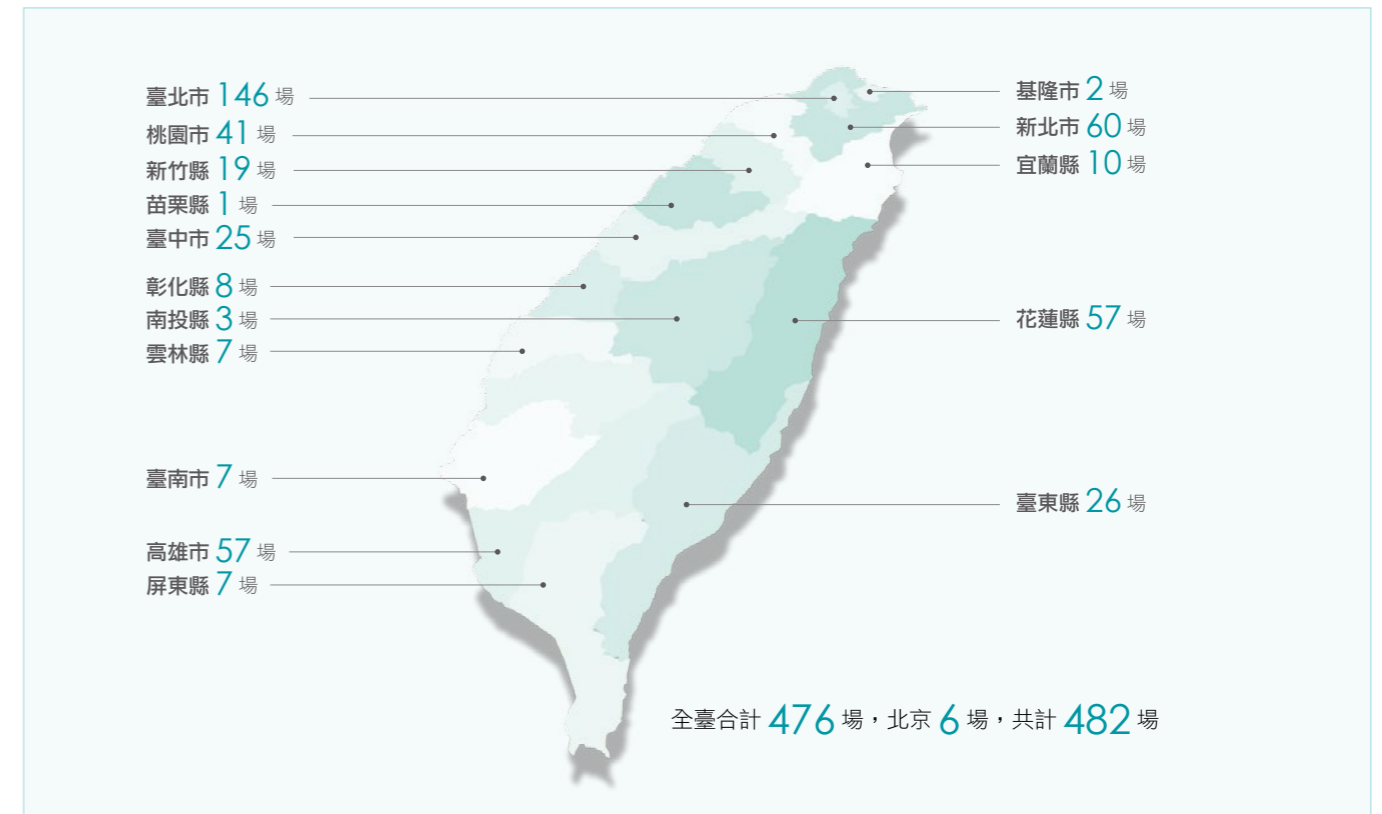 臺北市 146 場
桃園市 41 場
新竹縣 19 場
苗栗縣 1 場
臺中市 25 場
彰化縣 8 場
南投縣 3 場
雲林縣 7 場
臺南市 7 場
高雄市 57 場
屏東縣 7 場
基隆市 2 場
新北市 60 場
宜蘭縣 10 場
花蓮縣 57 場
臺東縣 26 場
全臺合計 476 場,北京 6 場,共計 482 場